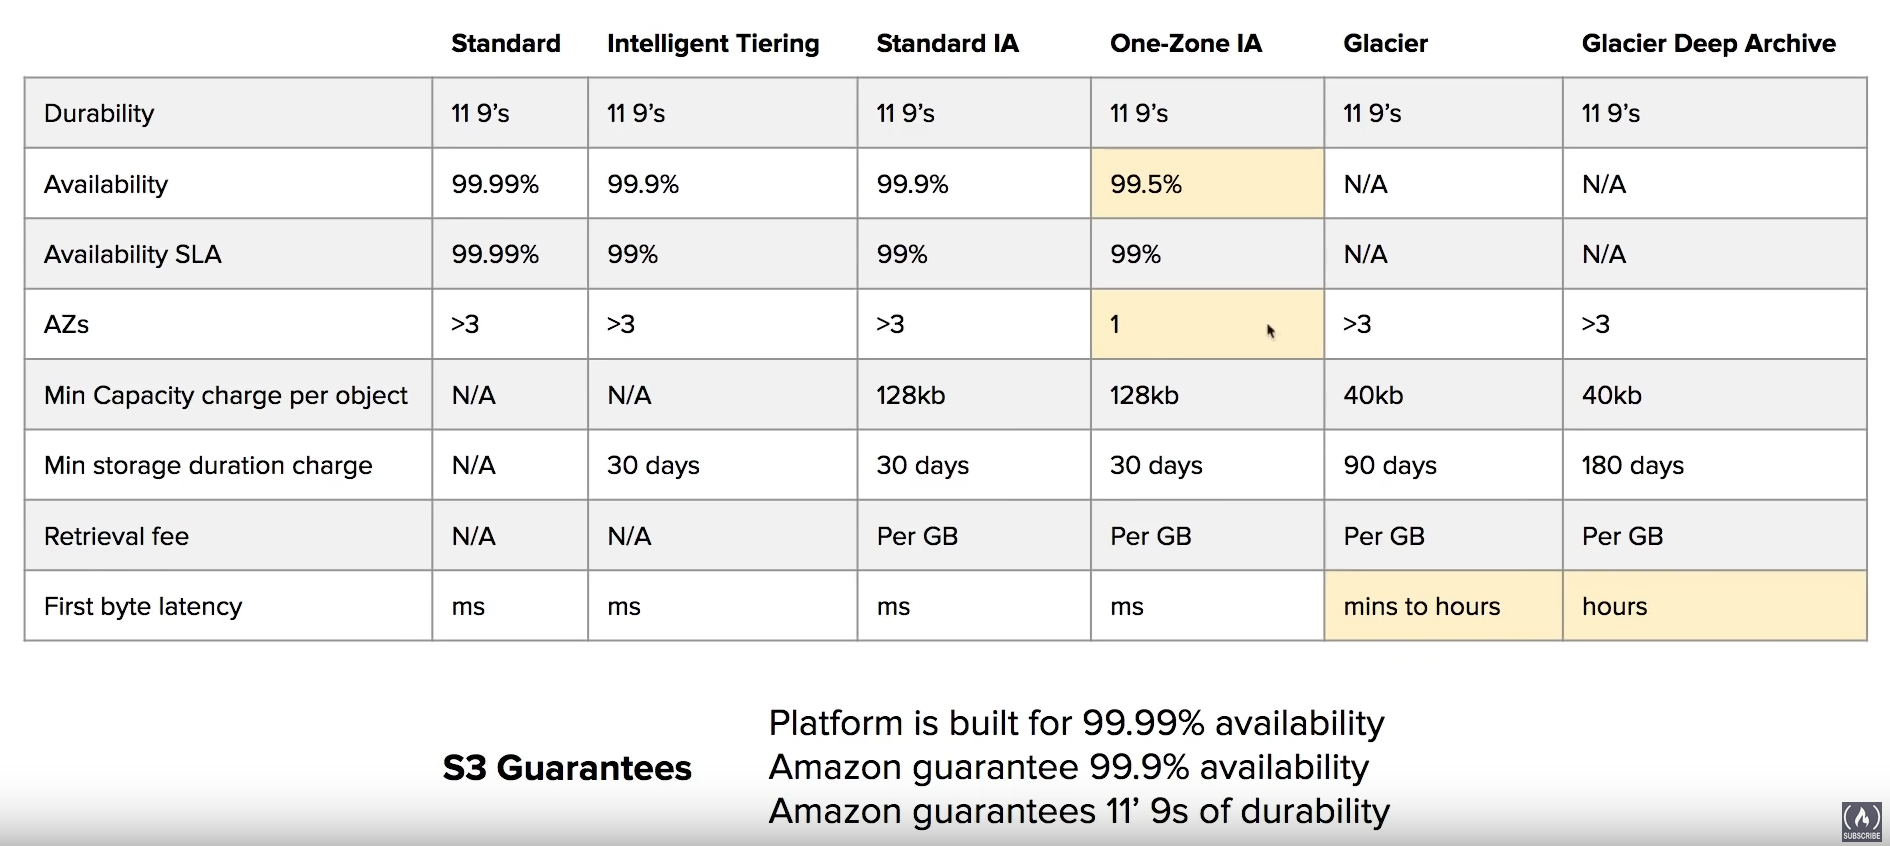 Standard Intelligent Tiering Standard IA One-Zone IA Glacier Glacier Deep Archive
Durability 11 9’s 11 9’s 11 9’s 11 9’s 11 9’s 11 9’s
Availability 99.99% 99.9% 99.9% 99.5% N/A N/A
Availability SLA 99.99% 99% 99% 99% N/A N/A
AZs >3 >3 >3 1 >3 >3
Min Capacity charge per object N/A N/A 128kb 128kb 40kb 40kb
Min storage duration charge N/A 30 days 30 days 30 days 90 days 180 days
Retrieval fee N/A N/A Per GB Per GB Per GB Per GB
First byte latency ms ms ms ms mins to hours hours
Platform is built for 99.99% availability
S3 Guarantees Amazon guarantee 99.9% availability
Amazon guarantees 11’ 9s of durability
SUBSCRIBE